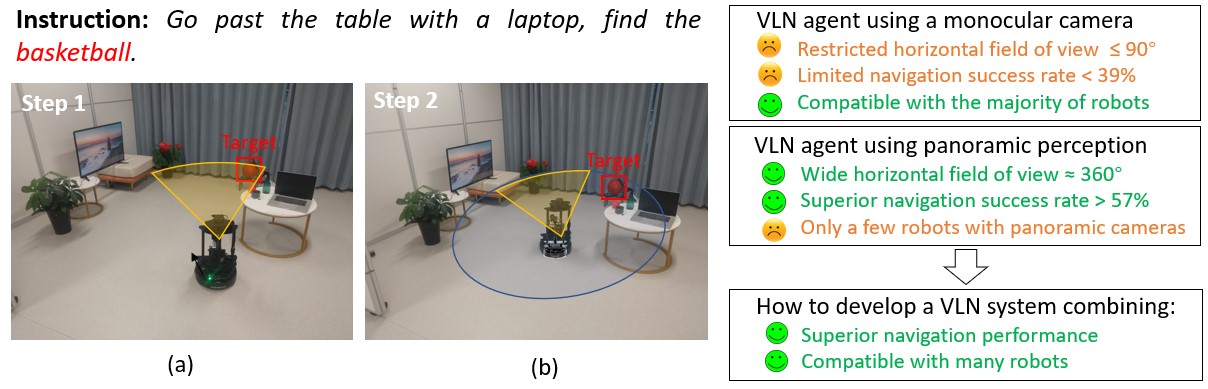 Instruction: Go past the table with a laptop, find the
basketball.
Step 1
Target
(a)
Step 2
Target
(b)
VLN agent using a monocular camera
Restricted horizontal field of view ≤ 90°
Limited navigation success rate < 39%
Compatible with the majority of robots
VLN agent using panoramic perception
Wide horizontal field of view ≈ 360°
Superior navigation success rate > 57%
Only a few robots with panoramic cameras
How to develop a VLN system combining:
Superior navigation performance
Compatible with many robots